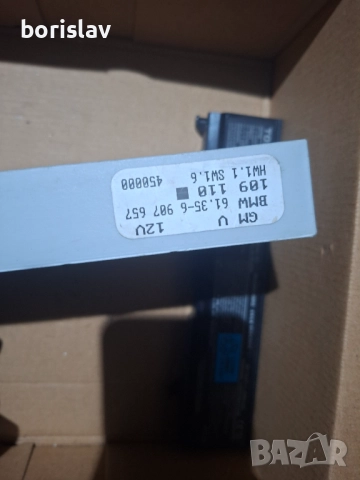 borislav
GM V 12V
BMW 61.35-6 907 657
109 110
HW1.1 SW1.6 450000
BAZAR